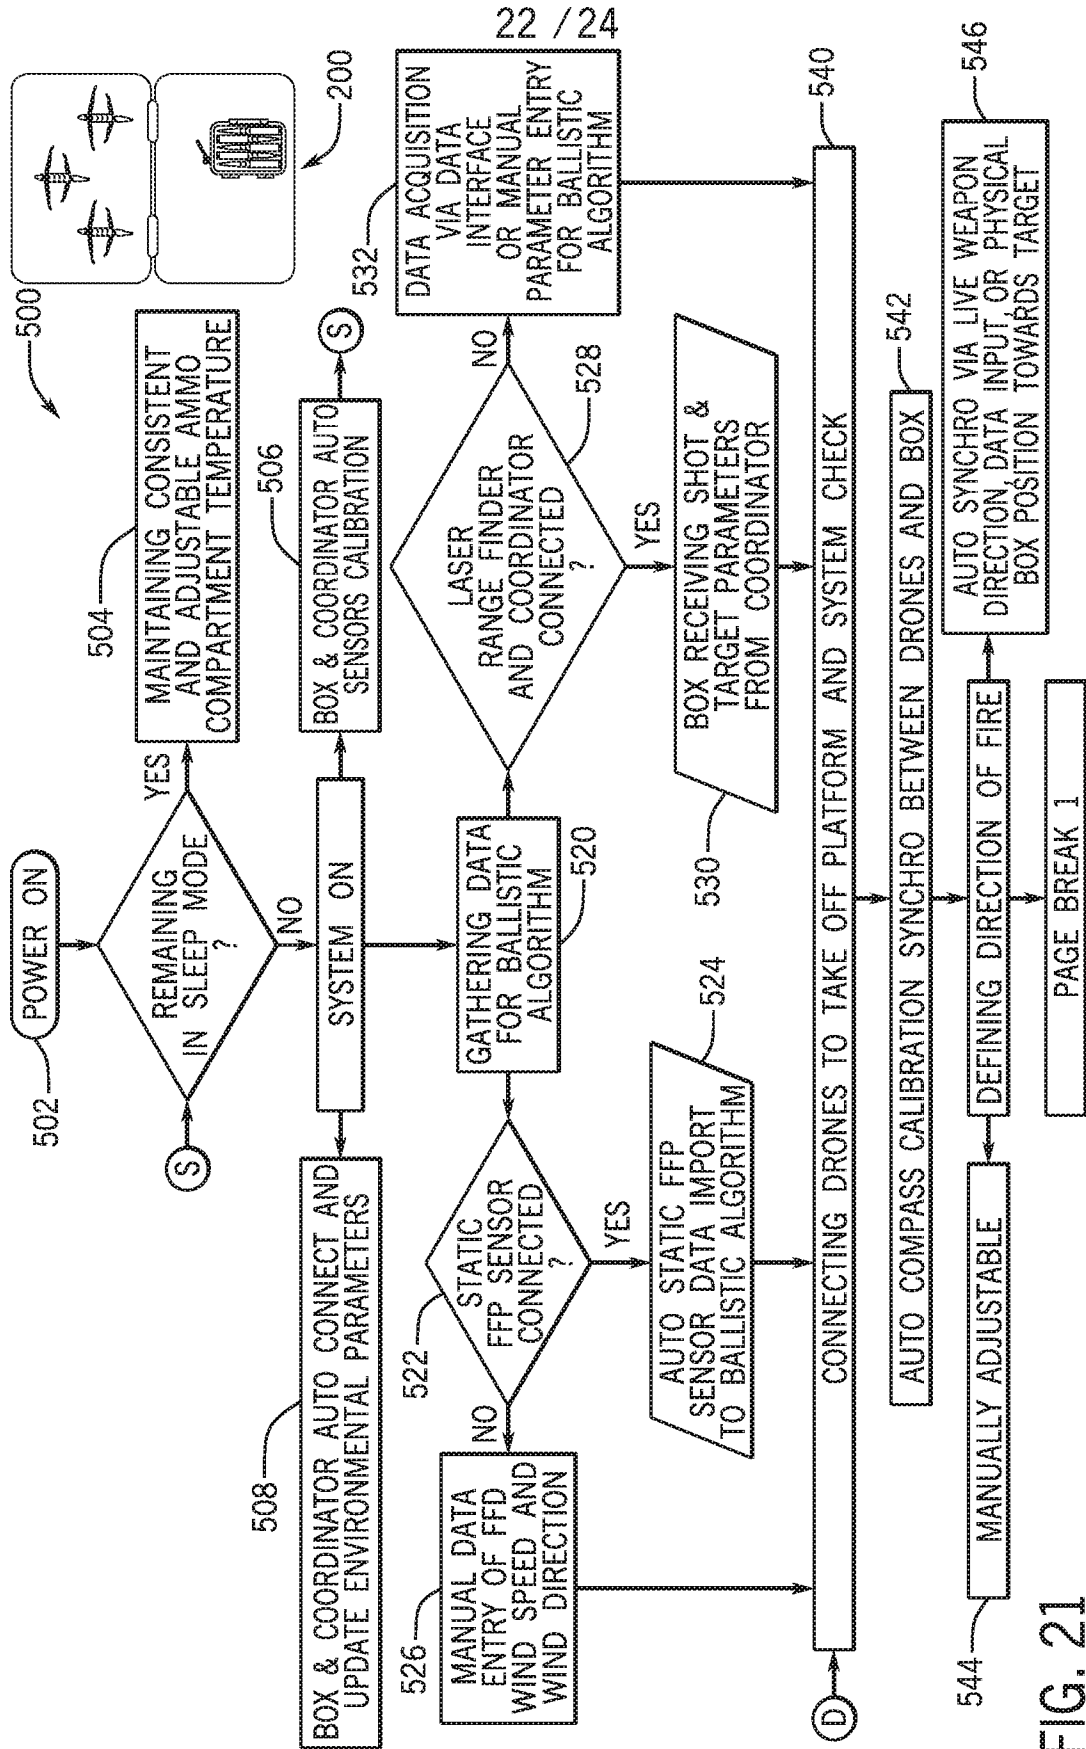 22 / 24
500
200
502
POWER ON
S
REMAINING
IN SLEEP MODE
?
YES
504
MAINTAINING CONSISTENT
AND ADJUSTABLE AMMO
COMPARTMENT TEMPERATURE
NO
508
BOX & COORDINATOR AUTO CONNECT AND
UPDATE ENVIRONMENTAL PARAMETERS
SYSTEM ON
506
BOX & COORDINATOR AUTO
SENSORS CALIBRATION
S
526
MANUAL DATA
ENTRY OF FFD
WIND SPEED AND
WIND DIRECTION
NO
522
STATIC
FFP SENSOR
CONNECTED
?
YES
GATHERING DATA
FOR BALLISTIC
ALGORITHM
520
LASER
RANGE FINDER
AND COORDINATOR
CONNECTED
?
528
NO
YES
532
DATA ACQUISITION
VIA DATA
INTERFACE
OR MANUAL
PARAMETER ENTRY
FOR BALLISTIC
ALGORITHM
524
AUTO STATIC FFP
SENSOR DATA IMPORT
TO BALLISTIC ALGORITHM
530
BOX RECEIVING SHOT &
TARGET PARAMETERS
FROM COORDINATOR
D
CONNECTING DRONES TO TAKE OFF PLATFORM AND SYSTEM CHECK
540
AUTO COMPASS CALIBRATION SYNCHRO BETWEEN DRONES AND BOX
542
544
MANUALLY ADJUSTABLE
DEFINING DIRECTION OF FIRE
AUTO SYNCHRO VIA LIVE WEAPON
DIRECTION, DATA INPUT, OR PHYSICAL
BOX POSITION TOWARDS TARGET
546
PAGE BREAK 1
FIG. 21